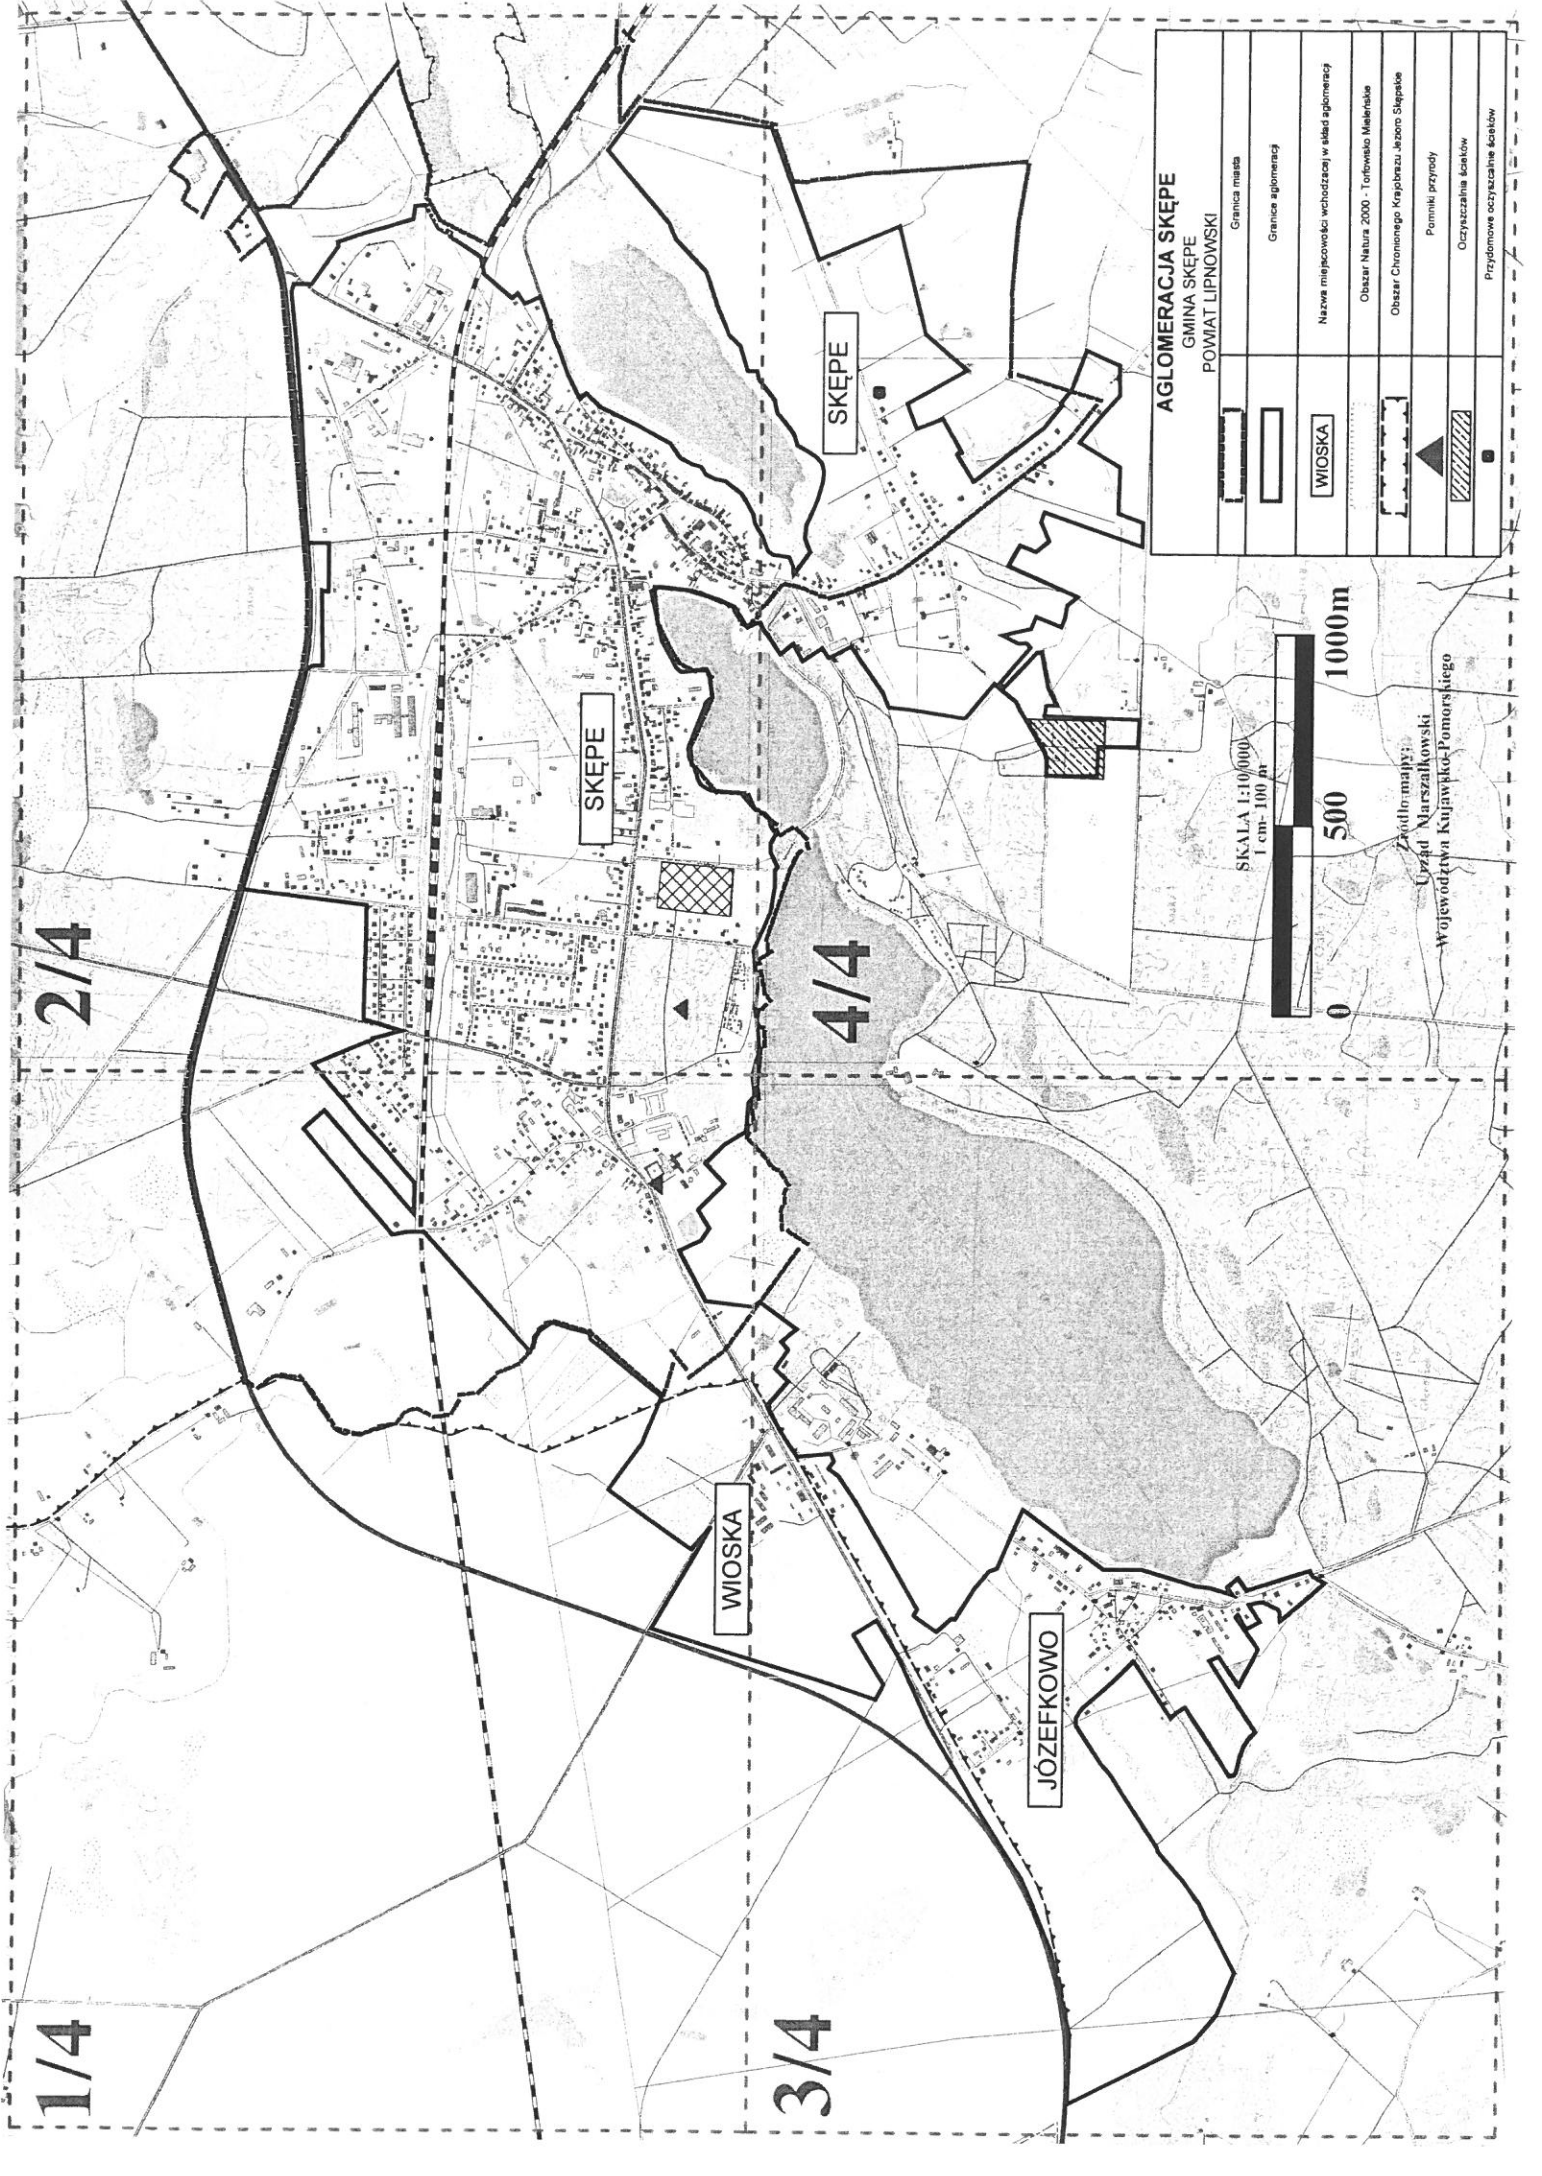 1/4
2/4
3/4
4/4
SKĘPE
SKĘPE
WIOSKA
JÓZEFKOWO
AGLOMERACJA SKĘPE
GMINA SKĘPE
POWIAT LIPNOWSKI
Granica miasta
Granica aglomeracji
WIOSKA
Nazwa miejscowości wchodzącej w skład aglomeracji
Obszar Natura 2000 - Torfowisko Mieleńskie
Obszar Chronionego Krajobrazu Jezioro Skępskie
Pomniki przyrody
Oczyszczalnia ścieków
Przydomowe oczyszczalnie ścieków
SKALA 1:10 000
1 cm- 100 m
0 500 1000m
Źródło mapy:
Urząd Marszałkowski
Województwa Kujawsko-Pomorskiego